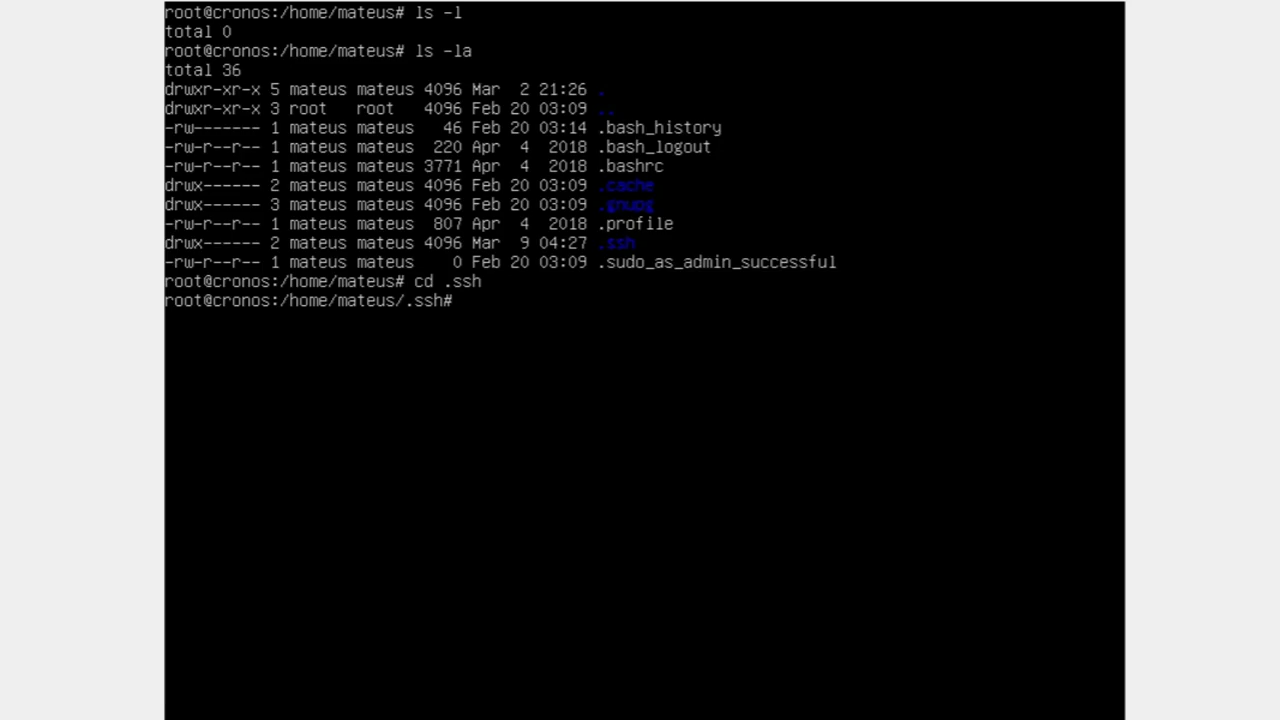 root@cronos:/home/mateus# ls -l
total 0
root@cronos:/home/mateus# ls -la
total 36
drwxr-xr-x 5 mateus mateus 4096 Mar  2 21:26 .
drwxr-xr-x 3 root   root   4096 Feb 20 03:09 ..
-rw------- 1 mateus mateus   46 Feb 20 03:14 .bash_history
-rw-r--r-- 1 mateus mateus  220 Apr  4  2018 .bash_logout
-rw-r--r-- 1 mateus mateus 3771 Apr  4  2018 .bashrc
drwx------ 2 mateus mateus 4096 Feb 20 03:09 .cache
drwx------ 3 mateus mateus 4096 Feb 20 03:09 .gnupg
-rw-r--r-- 1 mateus mateus  807 Apr  4  2018 .profile
drwx------ 2 mateus mateus 4096 Mar  9 04:27 .ssh
-rw-r--r-- 1 mateus mateus    0 Feb 20 03:09 .sudo_as_admin_successful
root@cronos:/home/mateus# cd .ssh
root@cronos:/home/mateus/.ssh#